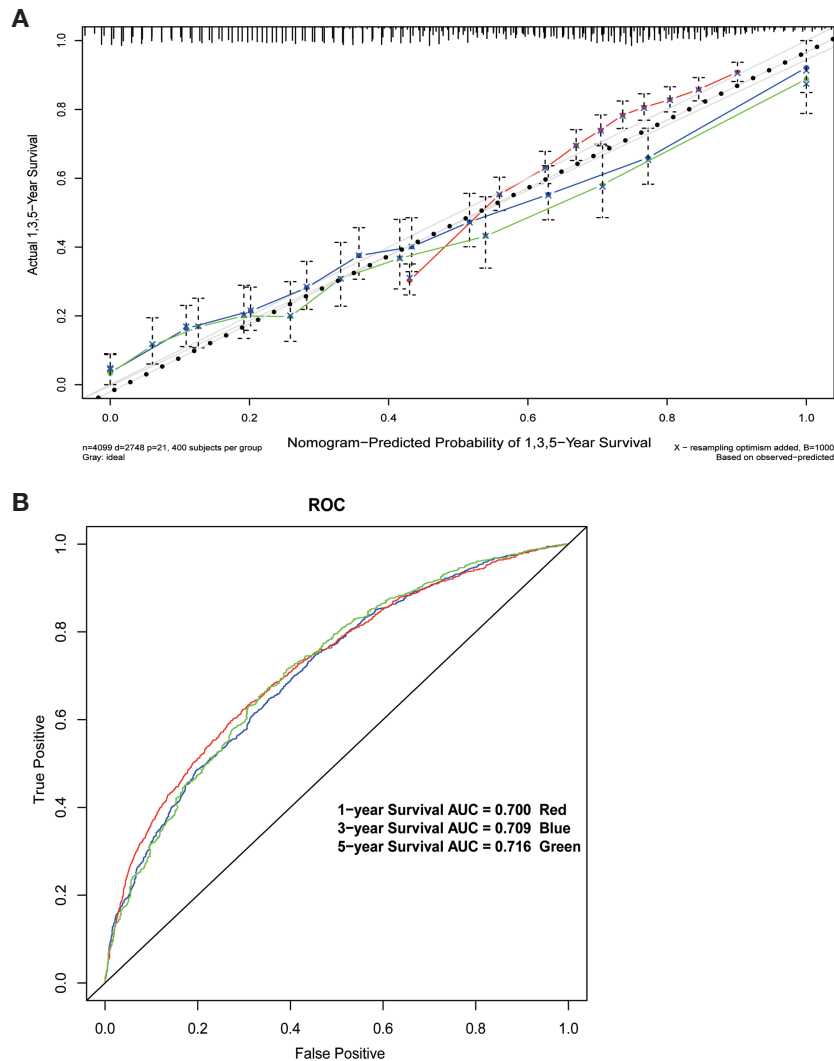 A
1.0
0.8
0.6
0.4
0.2
0.0
Actual 1,3,5−Year Survival
0.0 0.2 0.4 0.6 0.8 1.0
n=4099 d=2748 p=21, 400 subjects per group
Gray: ideal
Nomogram−Predicted Probability of 1,3,5−Year Survival
X − resampling optimism added, B=1000
Based on observed−predicted
B
ROC
1.0
0.8
0.6
0.4
0.2
0.0
True Positive
1−year Survival AUC = 0.700 Red
3−year Survival AUC = 0.709 Blue
5−year Survival AUC = 0.716 Green
0.0 0.2 0.4 0.6 0.8 1.0
False Positive